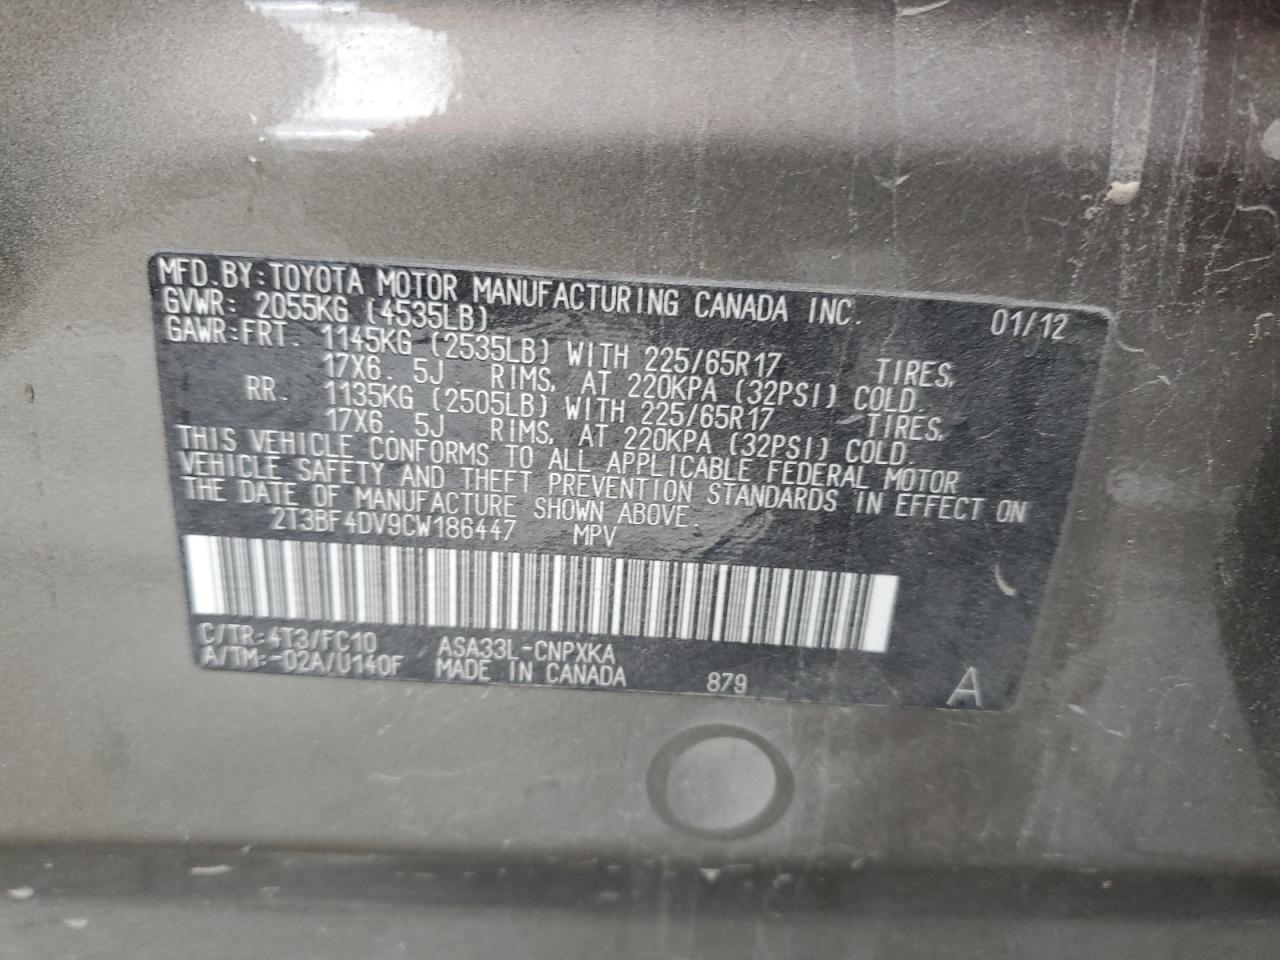 MFD.BY:TOYOTA MOTOR MANUFACTURING CANADA INC. 01/12
GVWR: 2055KG (4535LB)
GAWR:FRT. 1145KG (2535LB) WITH 225/65R17 TIRES,
17X6.5J RIMS, AT 220KPA (32PSI) COLD.
RR. 1135KG (2505LB) WITH 225/65R17 TIRES,
17X6.5J RIMS, AT 220KPA (32PSI) COLD.
THIS VEHICLE CONFORMS TO ALL APPLICABLE FEDERAL MOTOR
VEHICLE SAFETY AND THEFT PREVENTION STANDARDS IN EFFECT ON
THE DATE OF MANUFACTURE SHOWN ABOVE.
2T3BF4DV9CW186447 MPV
C/TR:4T3/FC10 ASA33L-CNPXKA
A/TM:-02A/U140F MADE IN CANADA 879 A